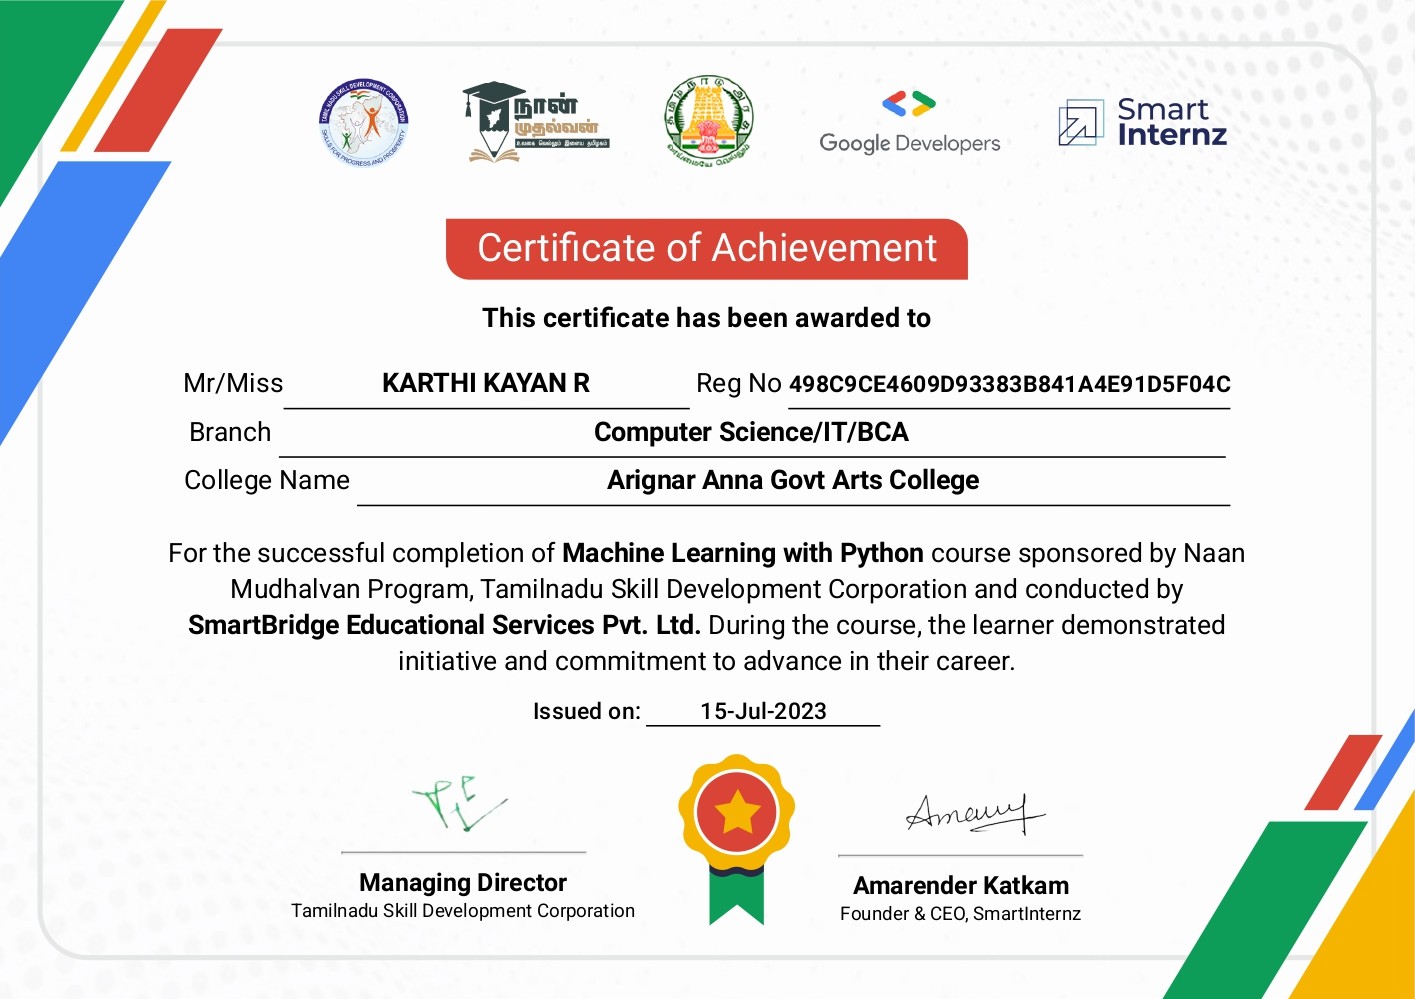 TAMIL NADU SKILL DEVELOPMENT CORPORATION
SKILLS FOR PROGRESS AND PROSPERITY
நான்
முதல்வன்
உலகை வெல்லும் இளைய தமிழகம்
தமிழ்நாடு அரசு
வாய்மையே வெல்லும்
Google Developers
Smart
Internz
Certificate of Achievement
This certificate has been awarded to
Mr/Miss KARTHI KAYAN R Reg No 498C9CE4609D93383B841A4E91D5F04C
Branch Computer Science/IT/BCA
College Name Arignar Anna Govt Arts College
For the successful completion of Machine Learning with Python course sponsored by Naan
Mudhalvan Program, Tamilnadu Skill Development Corporation and conducted by
SmartBridge Educational Services Pvt. Ltd. During the course, the learner demonstrated
initiative and commitment to advance in their career.
Issued on: 15-Jul-2023
Managing Director
Tamilnadu Skill Development Corporation
Amarender Katkam
Founder & CEO, SmartInternz